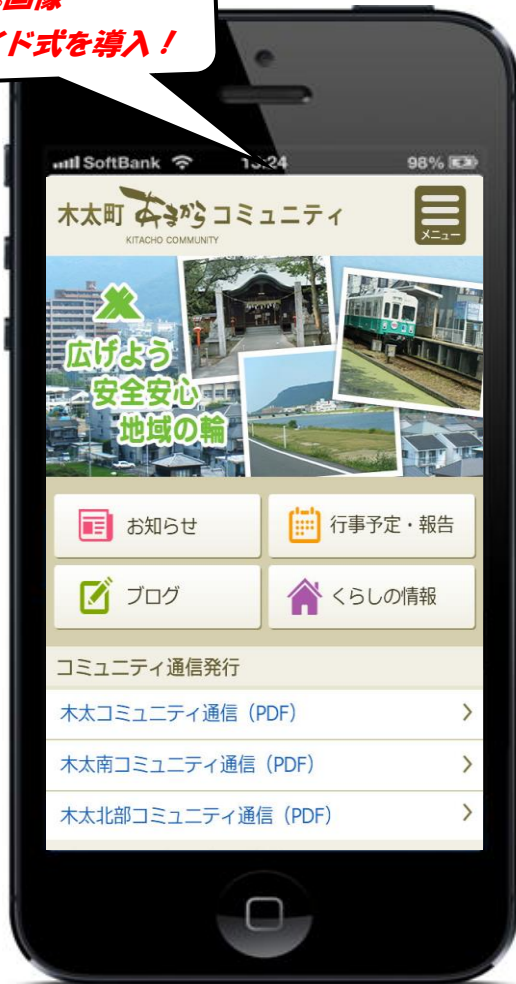 画像
イド式を導入！
SoftBank
13:24
98%
木太町 あまから コミュニティ
KITACHO COMMUNITY
メニュー
広げよう
安全安心
地域の輪
お知らせ
行事予定・報告
ブログ
くらしの情報
コミュニティ通信発行
木太コミュニティ通信（PDF）
木太南コミュニティ通信（PDF）
木太北部コミュニティ通信（PDF）